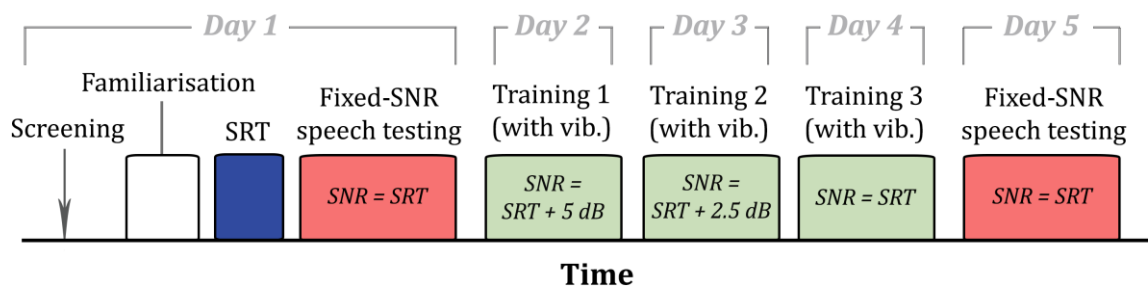 Day 1
Day 2
Day 3
Day 4
Day 5
Screening
Familiarisation
SRT
Fixed-SNR
speech testing
Training 1
(with vib.)
Training 2
(with vib.)
Training 3
(with vib.)
Fixed-SNR
speech testing
SNR = SRT
SNR =
SRT + 5 dB
SNR =
SRT + 2.5 dB
SNR = SRT
SNR = SRT
Time